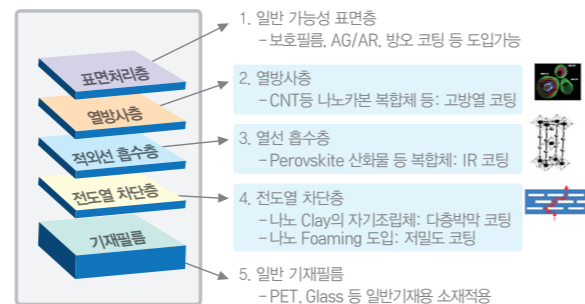 1. 일반 가능성 표면층
– 보호필름, AG/AR, 방오 코팅 등 도입가능
표면처리층
2. 열방사층
– CNT등 나노카본 복합체 등: 고방열 코팅
열방사층
3. 열선 흡수층
– Perovskite 산화물 등 복합체: IR 코팅
적외선 흡수층
4. 전도열 차단층
– 나노 Clay의 자기조립체: 다층박막 코팅
– 나노 Foaming 도입: 저밀도 코팅
전도열 차단층
기재필름
5. 일반 기재필름
– PET, Glass 등 일반기재용 소재적용